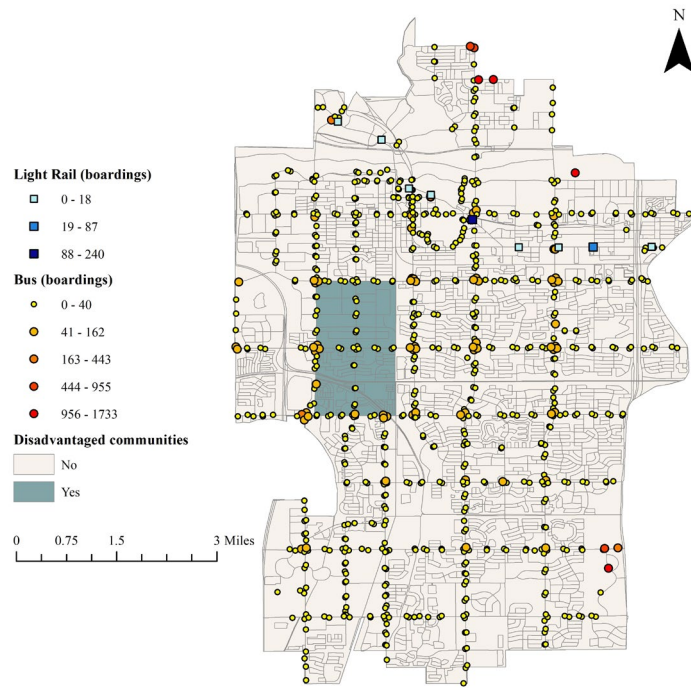 N
Light Rail (boardings)
0 - 18
19 - 87
88 - 240
Bus (boardings)
0 - 40
41 - 162
163 - 443
444 - 955
956 - 1733
Disadvantaged communities
No
Yes
0 0.75 1.5 3 Miles